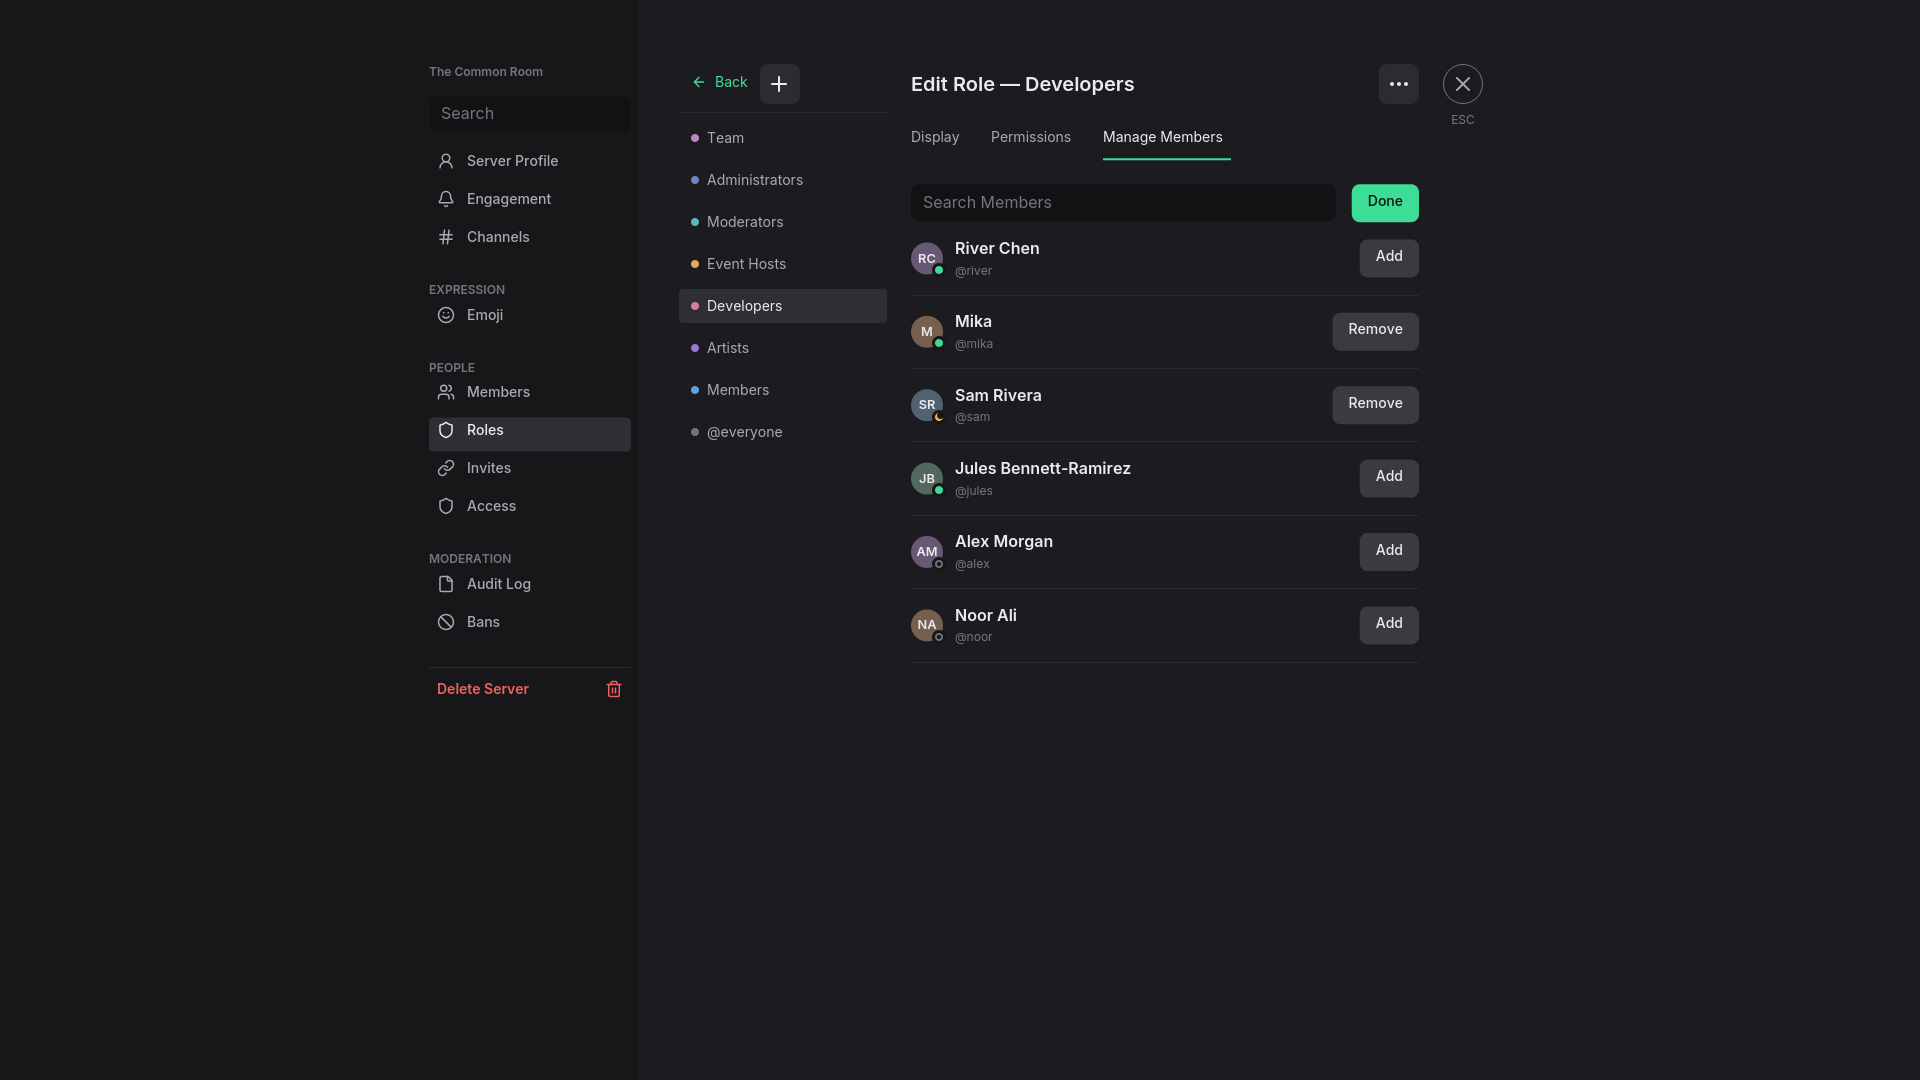 The Common Room
Search
Server Profile
Engagement
Channels
EXPRESSION
Emoji
PEOPLE
Members
Roles
Invites
Access
MODERATION
Audit Log
Bans
Delete Server
Back
Team
Administrators
Moderators
Event Hosts
Developers
Artists
Members
@everyone
Edit Role — Developers
ESC
Display
Permissions
Manage Members
Search Members
Done
RC
River Chen
@river
Add
M
Mika
@mika
Remove
SR
Sam Rivera
@sam
Remove
JB
Jules Bennett-Ramirez
@jules
Add
AM
Alex Morgan
@alex
Add
NA
Noor Ali
@noor
Add